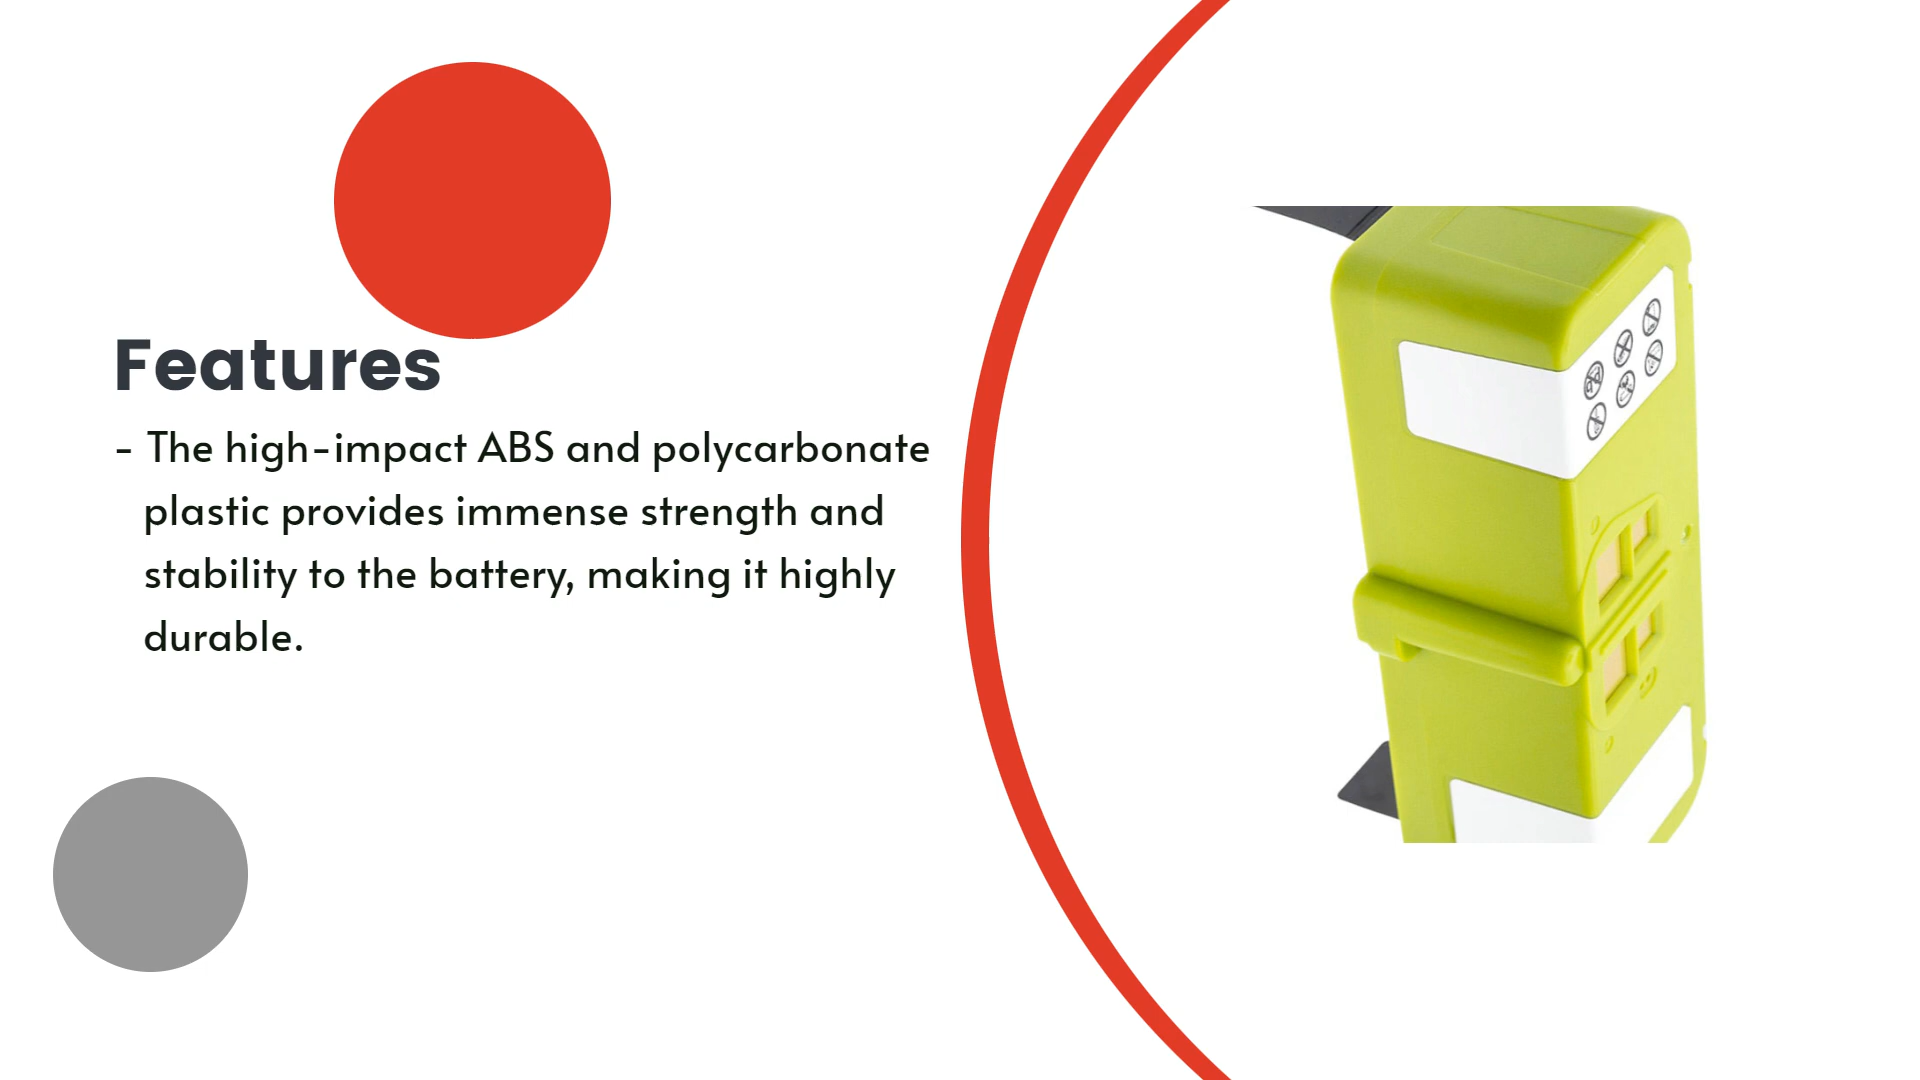 Features
- The high-impact ABS and polycarbonate
plastic provides immense strength and
stability to the battery, making it highly
durable.